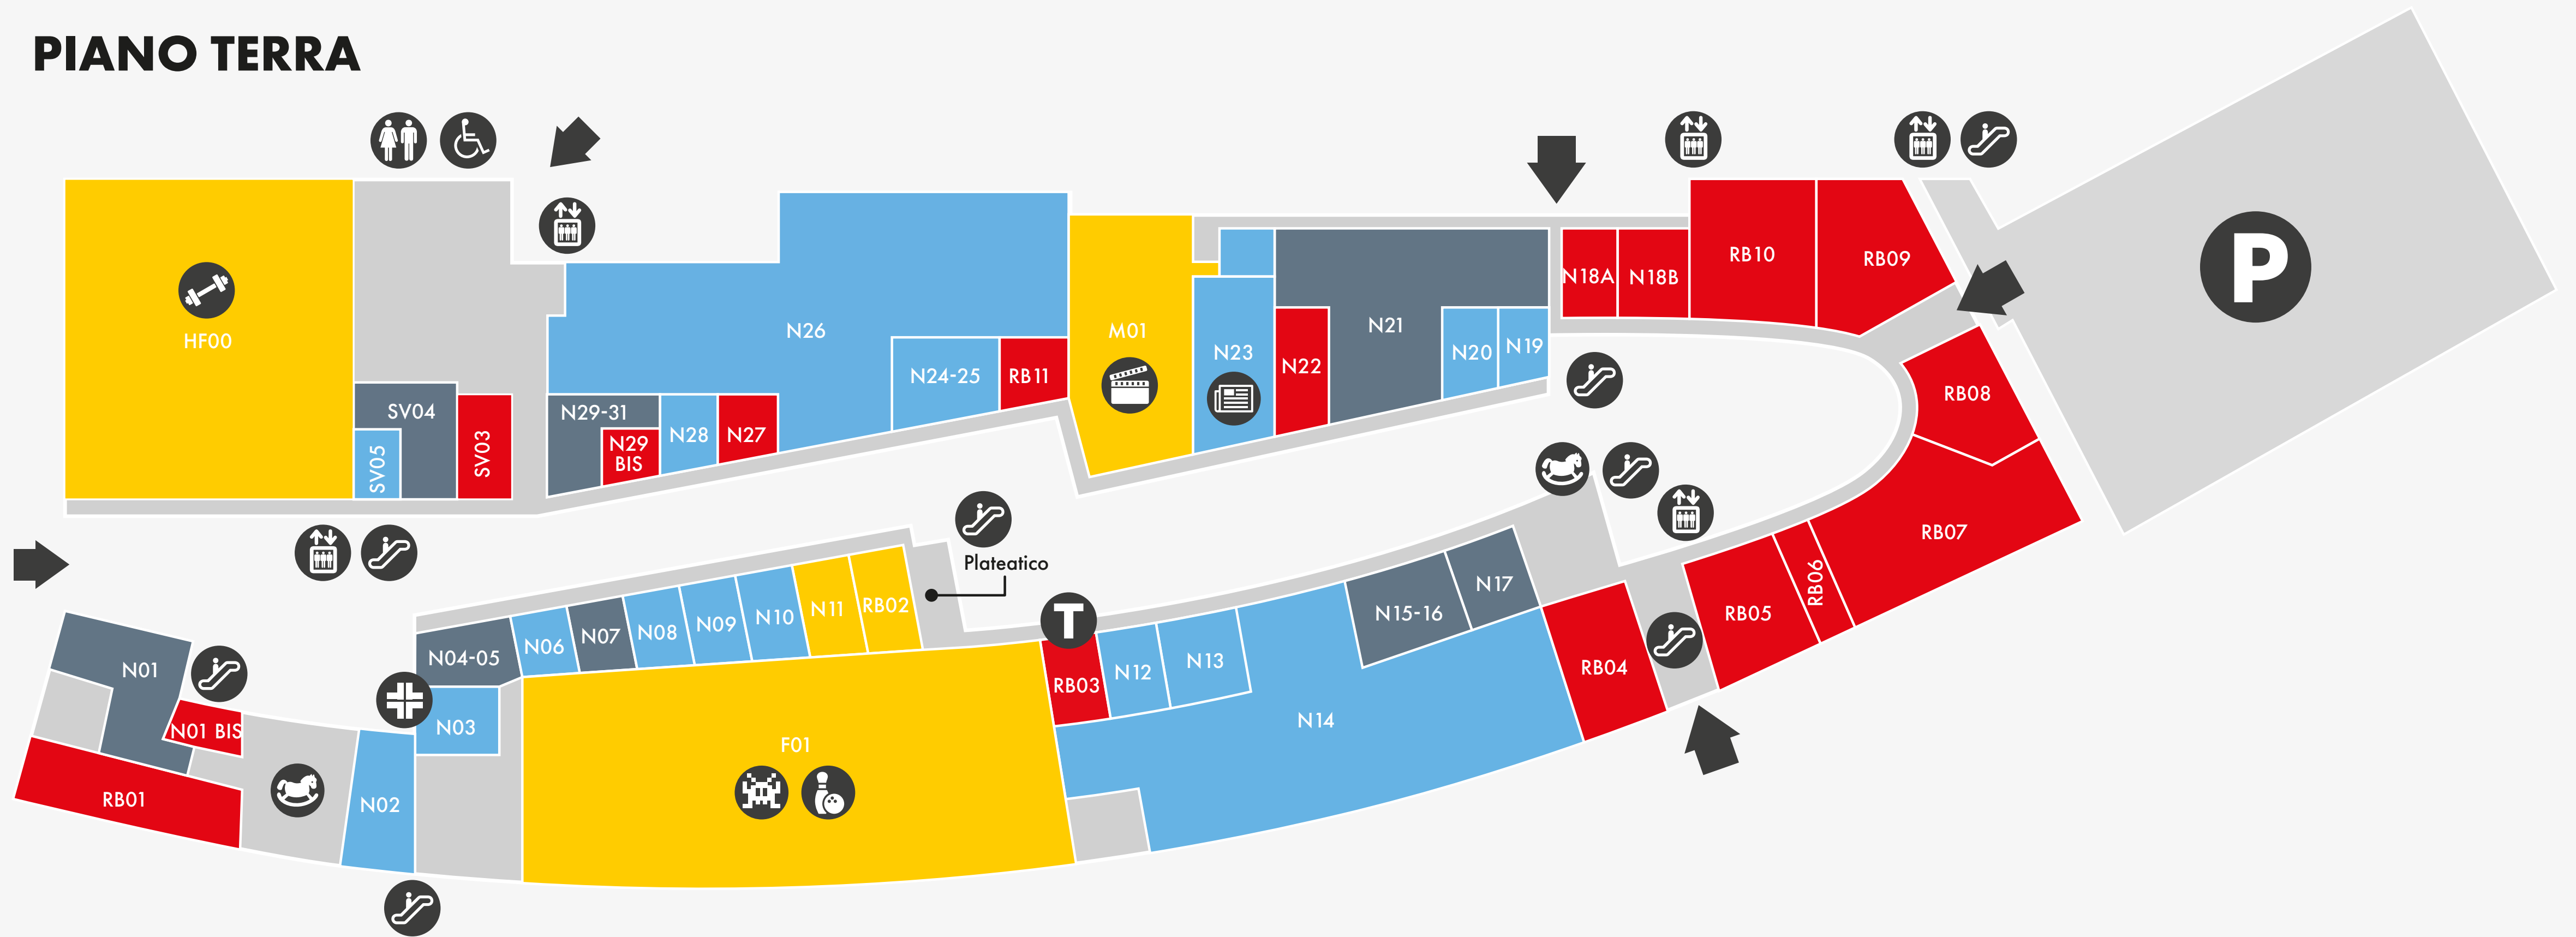 PIANO TERRA
HF00
SV04
SV05
SV03
N29-31
N29
BIS
N28
N27
N26
N24-25
RB11
M01
N23
N22
N21
N20
N19
N18A
N18B
RB10
RB09
P
RB08
RB07
RB06
RB05
RB04
Plateatico
N01
N01 BIS
RB01
N02
N03
N04-05
N06
N07
N08
N09
N10
N11
RB02
F01
T
RB03
N12
N13
N14
N15-16
N17